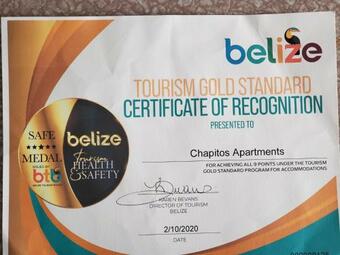 belize
TOURISM GOLD STANDARD
CERTIFICATE OF RECOGNITION
PRESENTED TO
Chapitos Apartments
FOR ACHIEVING ALL 9 POINTS UNDER THE TOURISM
GOLD STANDARD PROGRAM FOR ACCOMMODATIONS
SAFE
MEDAL
btb
belize
tourism
HEALTH
& SAFETY
KAREN BEVANS
DIRECTOR OF TOURISM
BELIZE
2/10/2020
DATE